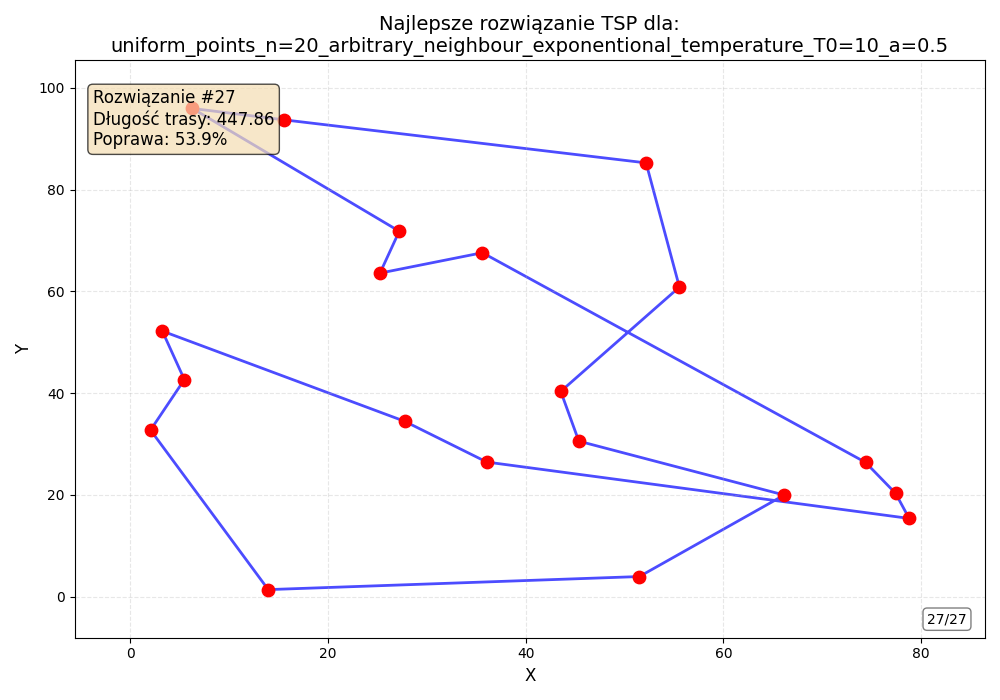 Najlepsze rozwiązanie TSP dla:
uniform_points_n=20_arbitrary_neighbour_exponentional_temperature_T0=10_a=0.5
Rozwiązanie #27
Długość trasy: 447.86
Poprawa: 53.9%
100
80
60
40
20
0
Y
27/27
0 20 40 60 80
X